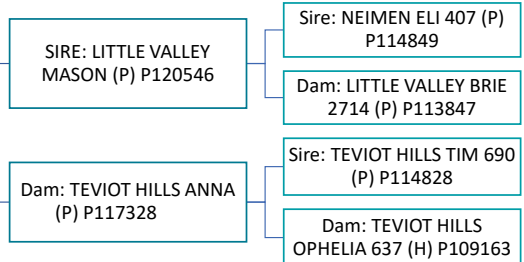 SIRE: LITTLE VALLEY
MASON (P) P120546
Sire: NEIMEN ELI 407 (P)
P114849
Dam: LITTLE VALLEY BRIE
2714 (P) P113847
Dam: TEVIOT HILLS ANNA
(P) P117328
Sire: TEVIOT HILLS TIM 690
(P) P114828
Dam: TEVIOT HILLS
OPHELIA 637 (H) P109163